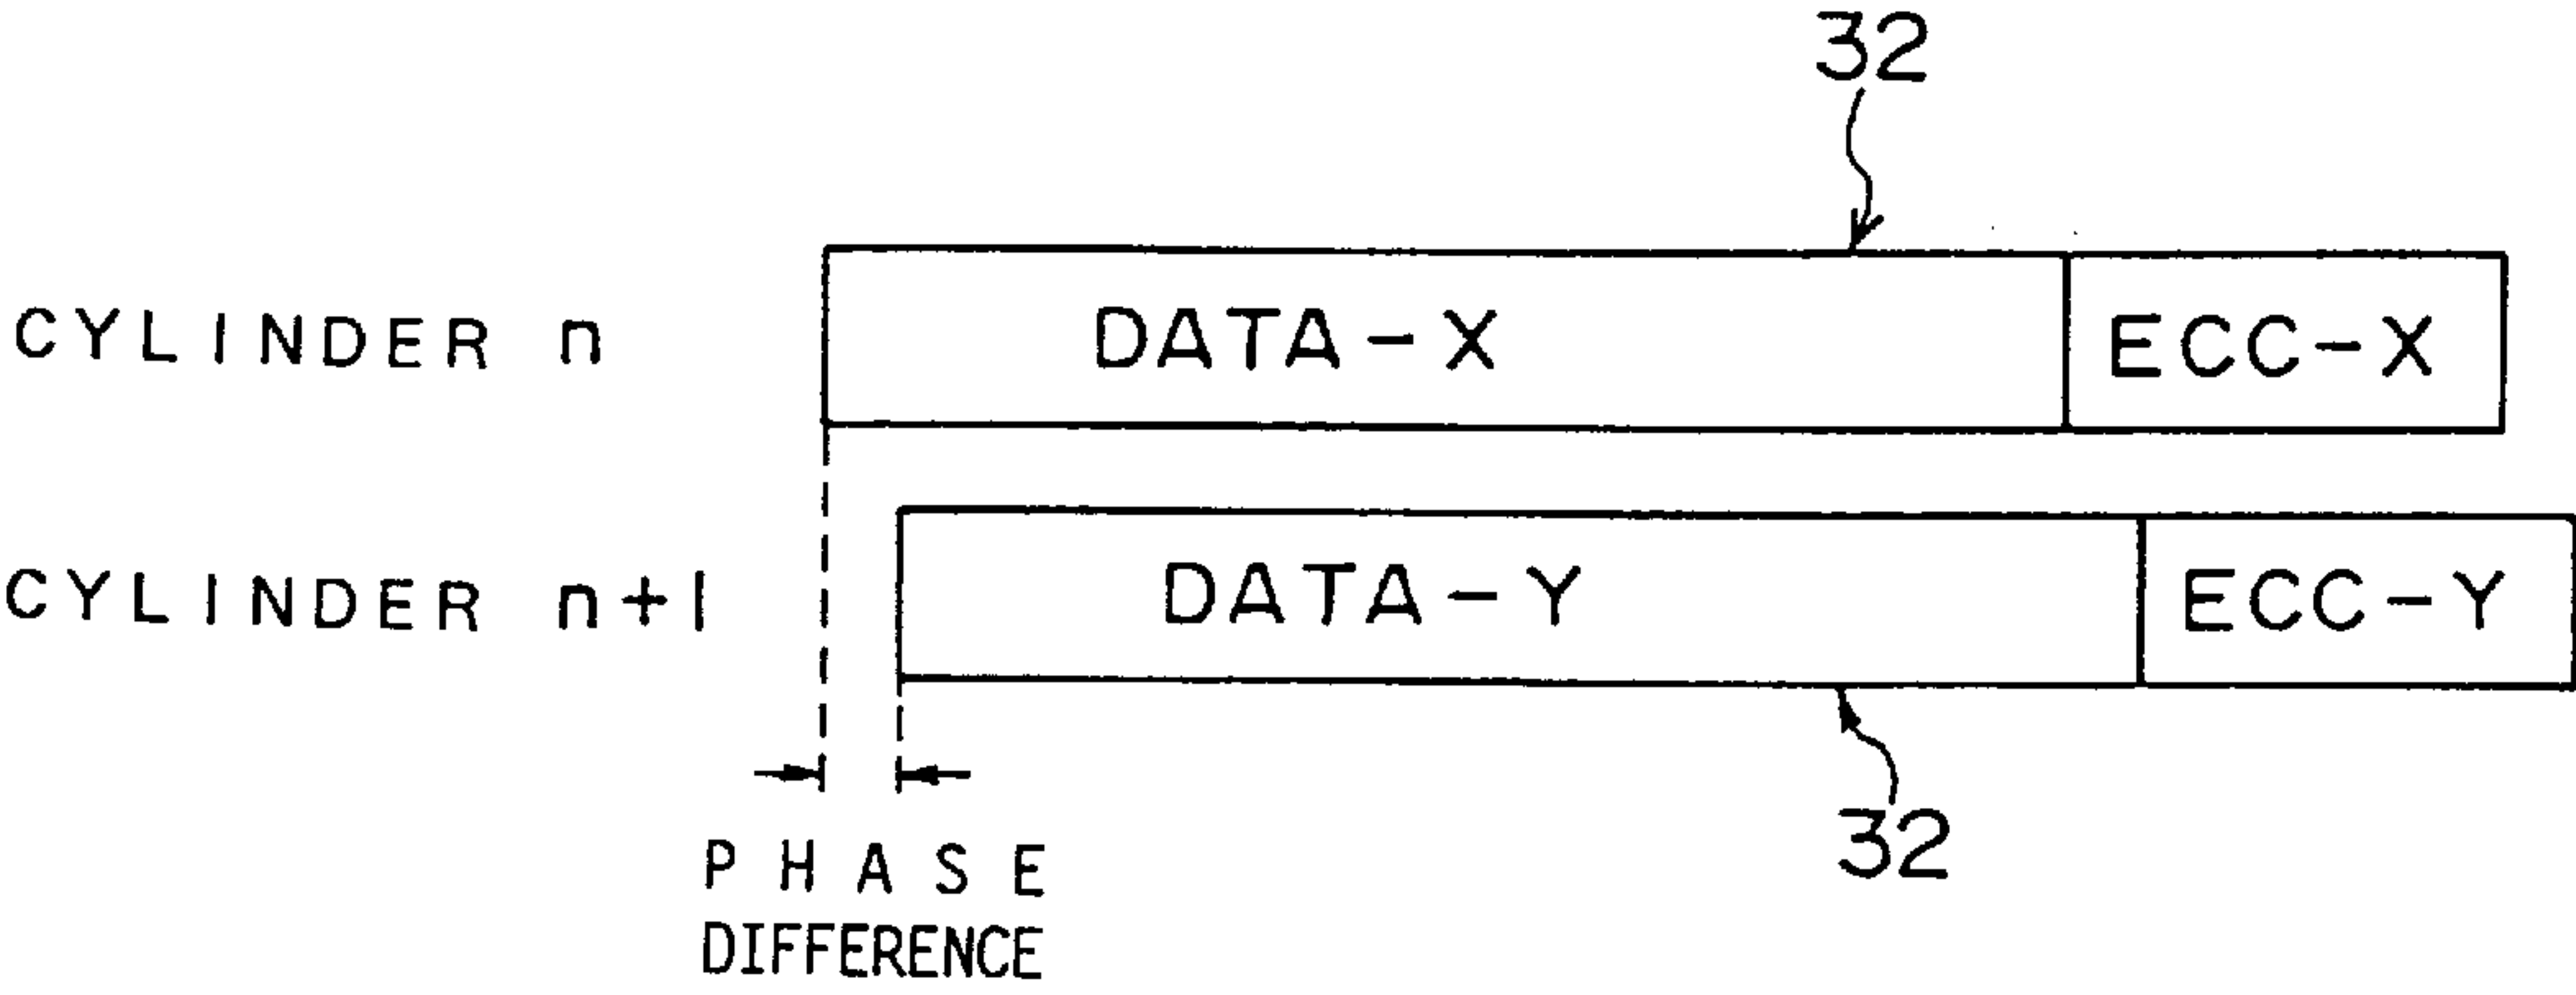 32
CYLINDER n DATA-X ECC-X
CYLINDER n+1 DATA-Y ECC-Y
32
PHASE
DIFFERENCE